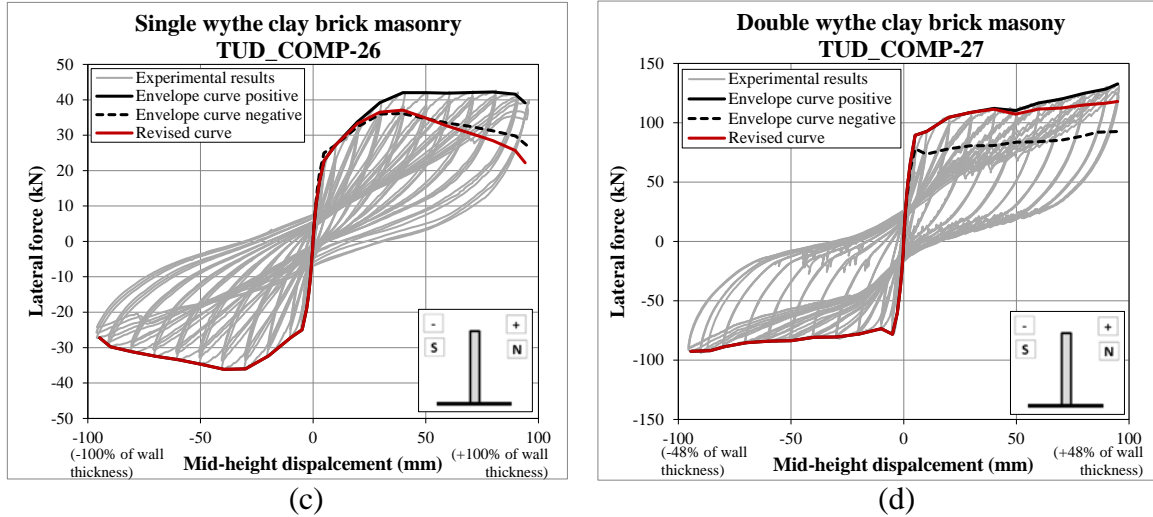 Single wythe clay brick masonry
TUD_COMP-26
50
40
30
20
10
0
-10
-20
-30
-40
-50
Lateral force (kN)
Experimental results
Envelope curve positive
Envelope curve negative
Revised curve
- +
S N
-100 -50 0 50 100
(-100% of wall
thickness)
Mid-height dispalcement (mm)
(+100% of wall
thickness)
(c)
Double wythe clay brick masony
TUD_COMP-27
150
100
50
0
-50
-100
-150
Lateral force (kN)
Experimental results
Envelope curve positive
Envelope curve negative
Revised curve
- +
S N
-100 -50 0 50 100
(-48% of wall
thickness)
Mid-height dispalcement (mm)
(+48% of wall
thickness)
(d)